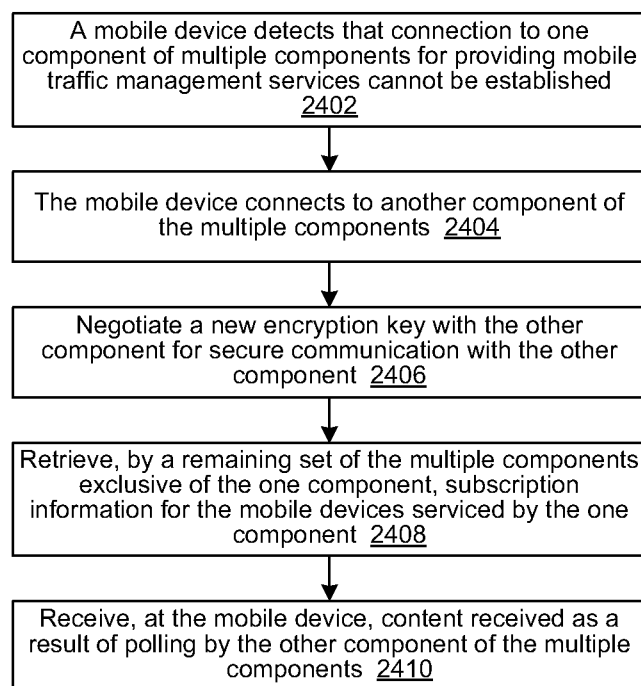 A mobile device detects that connection to one
component of multiple components for providing mobile
traffic management services cannot be established
2402
The mobile device connects to another component of
the multiple components 2404
Negotiate a new encryption key with the other
component for secure communication with the other
component 2406
Retrieve, by a remaining set of the multiple components
exclusive of the one component, subscription
information for the mobile devices serviced by the one
component 2408
Receive, at the mobile device, content received as a
result of polling by the other component of the multiple
components 2410